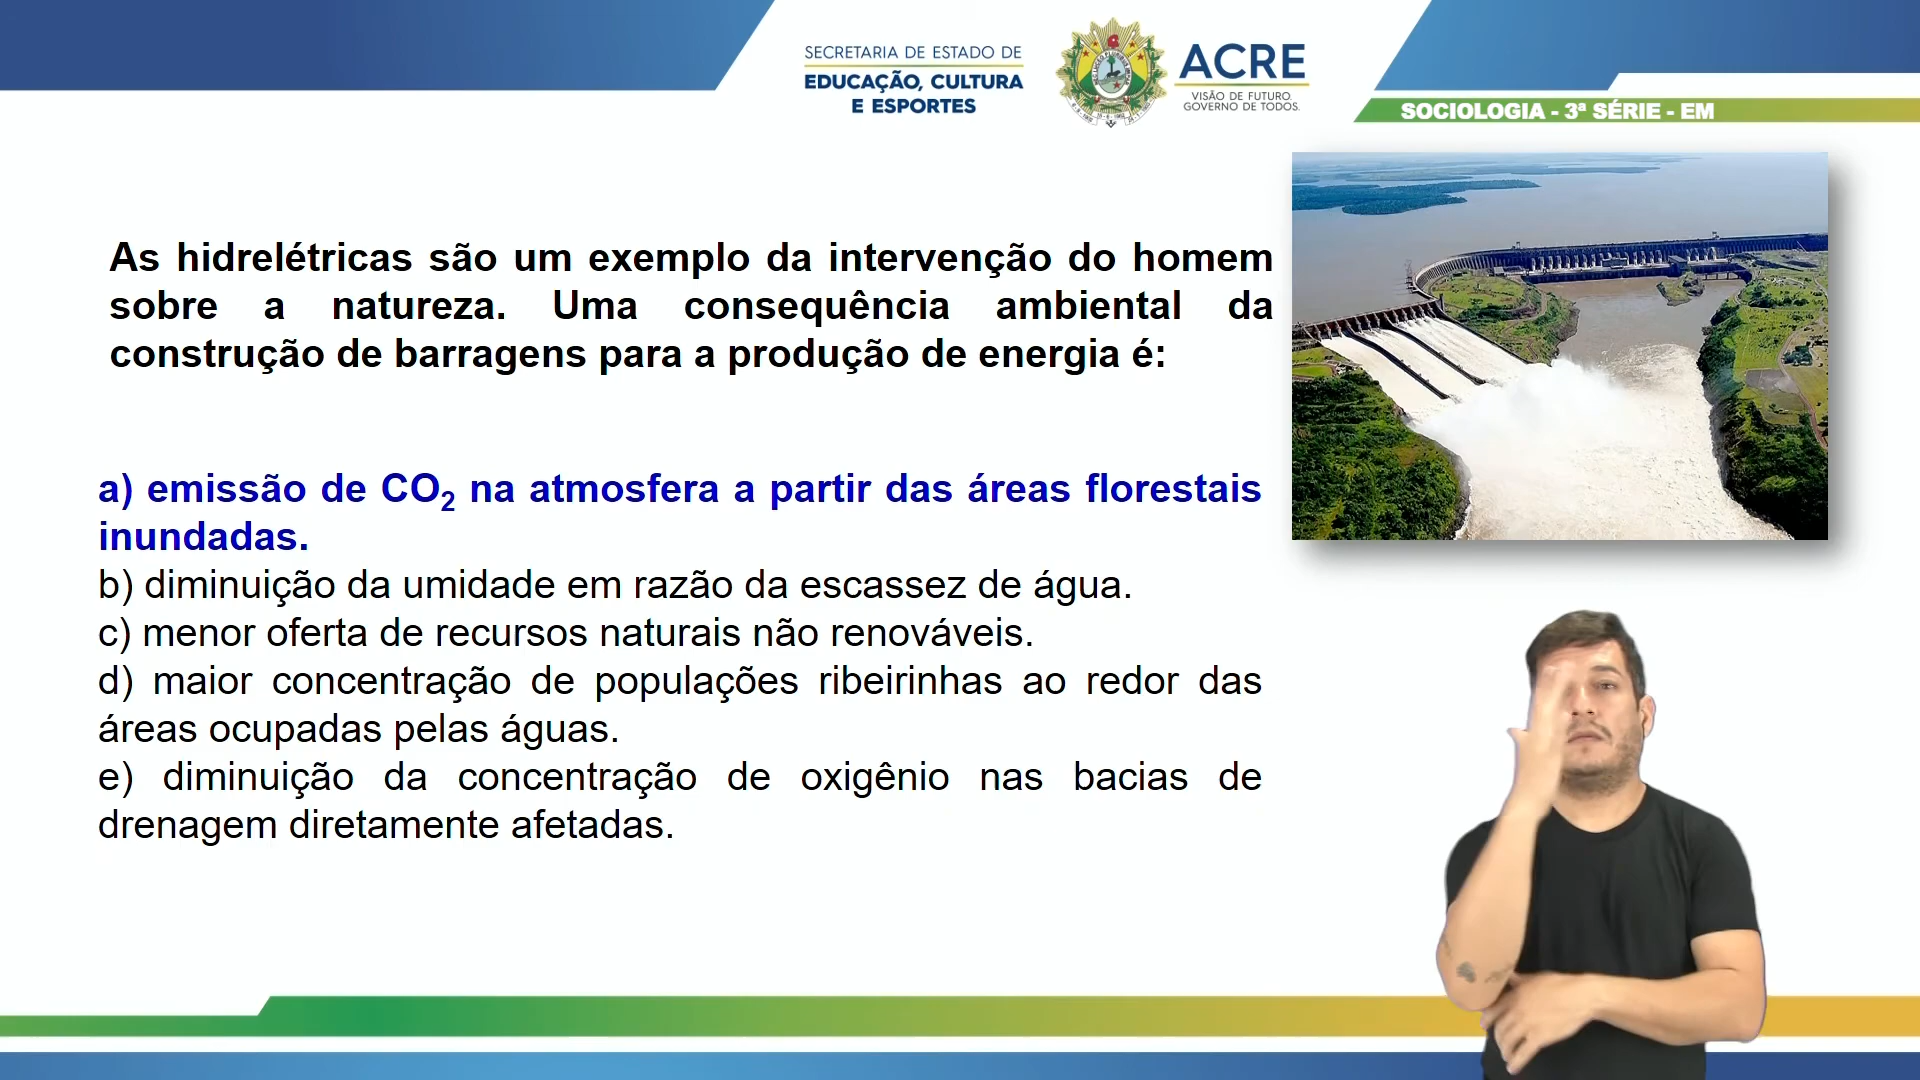 SECRETARIA DE ESTADO DE
EDUCAÇÃO, CULTURA
E ESPORTES
ACRE
VISÃO DE FUTURO.
GOVERNO DE TODOS.
SOCIOLOGIA - 3ª SÉRIE - EM
As hidrelétricas são um exemplo da intervenção do homem
sobre a natureza. Uma consequência ambiental da
construção de barragens para a produção de energia é:
a) emissão de CO₂ na atmosfera a partir das áreas florestais
inundadas.
b) diminuição da umidade em razão da escassez de água.
c) menor oferta de recursos naturais não renováveis.
d) maior concentração de populações ribeirinhas ao redor das
áreas ocupadas pelas águas.
e) diminuição da concentração de oxigênio nas bacias de
drenagem diretamente afetadas.